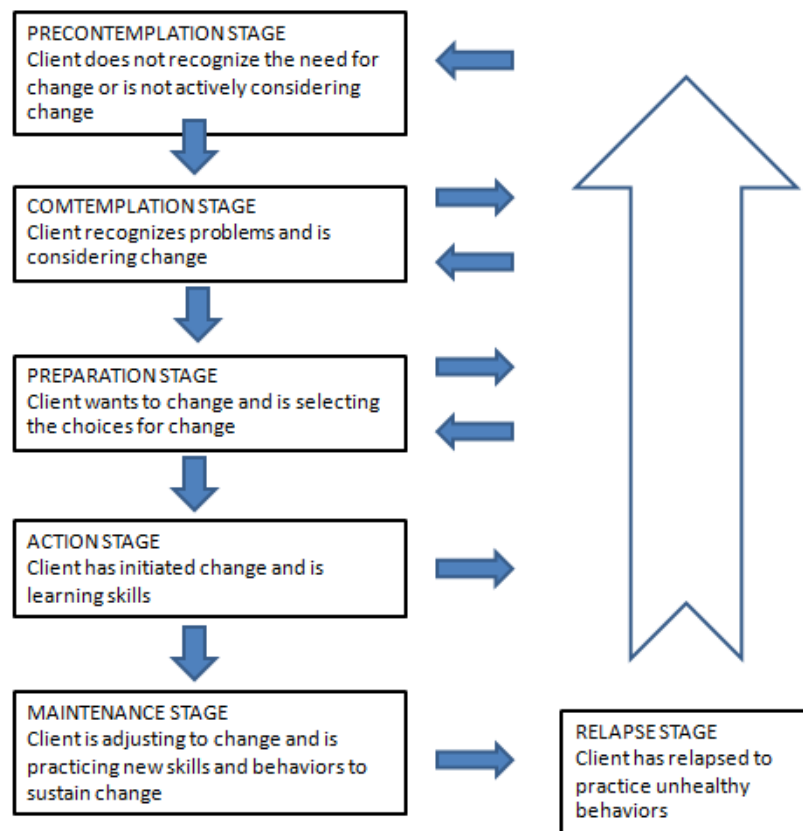 PRECONTEMPLATION STAGE
Client does not recognize the need for
change or is not actively considering
change
COMTEMPLATION STAGE
Client recognizes problems and is
considering change
PREPARATION STAGE
Client wants to change and is selecting
the choices for change
ACTION STAGE
Client has initiated change and is
learning skills
MAINTENANCE STAGE
Client is adjusting to change and is
practicing new skills and behaviors to
sustain change
RELAPSE STAGE
Client has relapsed to
practice unhealthy
behaviors